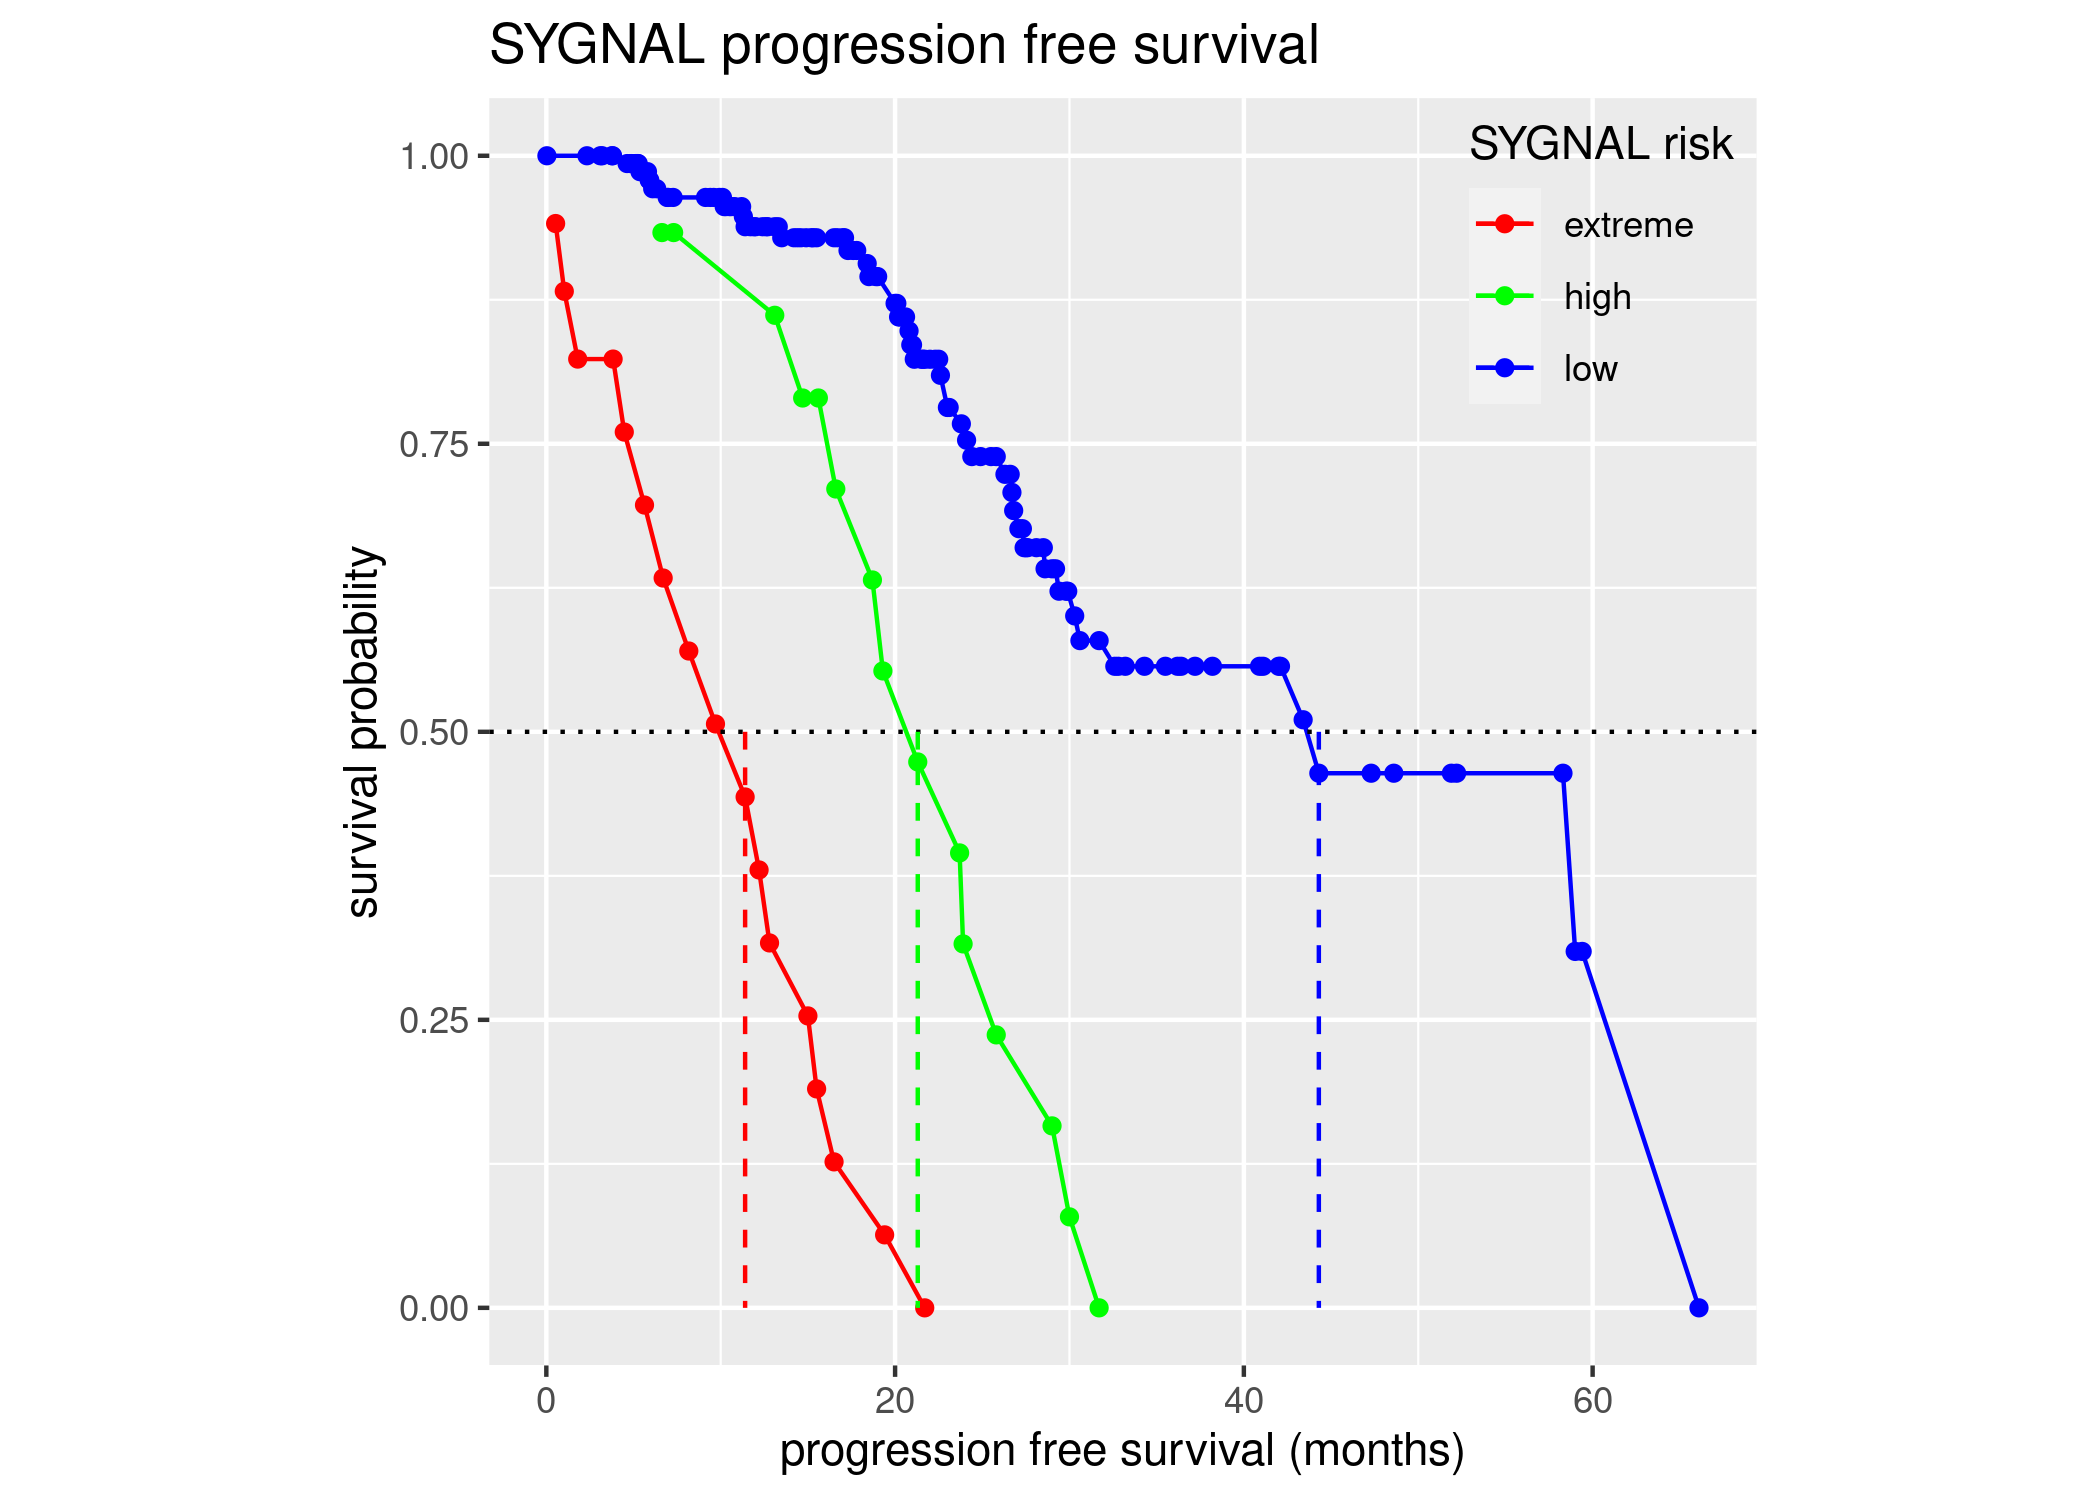 SYGNAL progression free survival
SYGNAL risk
extreme
high
low
survival probability
1.00
0.75
0.50
0.25
0.00
0 20 40 60
progression free survival (months)